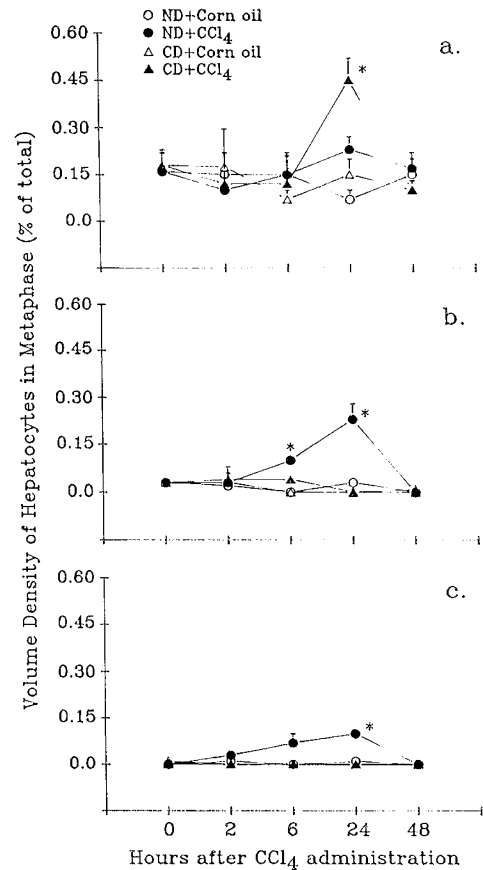 ND+Corn oil
ND+CCl4
CD+Corn oil
CD+CCl4
a.
0.60
0.45
0.30
0.15
0.0
*
b.
0.60
0.45
0.30
0.15
0.0
*
*
c.
0.60
0.45
0.30
0.15
0.0
*
0 2 6 24 48
Hours after CCl4 administration
Volume Density of Hepatocytes in Metaphase (% of total)